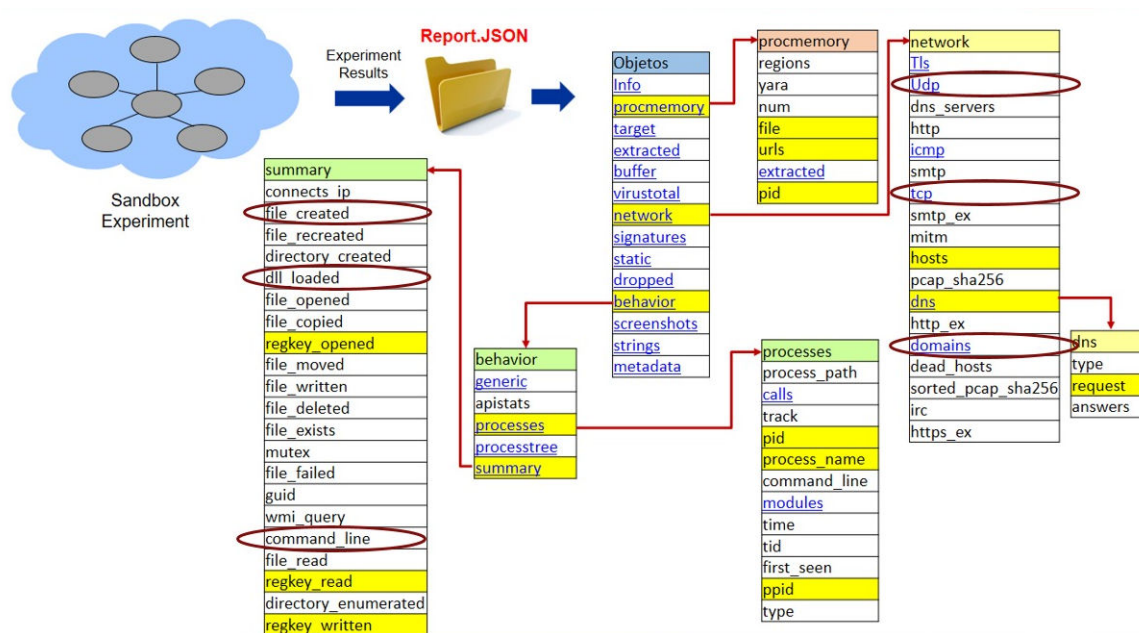 Sandbox
Experiment
Experiment
Results
Report.JSON
Objetos
Info
procmemory
target
extracted
buffer
virustotal
network
signatures
static
dropped
behavior
screenshots
strings
metadata
procmemory
regions
yara
num
file
urls
extracted
pid
network
Tls
Udp
dns_servers
http
icmp
smtp
tcp
smtp_ex
mitm
hosts
pcap_sha256
dns
http_ex
domains
dead_hosts
sorted_pcap_sha256
irc
https_ex
dns
type
request
answers
summary
connects_ip
file_created
file_recreated
directory_created
dll_loaded
file_opened
file_copied
regkey_opened
file_moved
file_written
file_deleted
file_exists
mutex
file_failed
guid
wmi_query
command_line
file_read
regkey_read
directory_enumerated
regkey_written
behavior
generic
apistats
processes
processtree
summary
processes
process_path
calls
track
pid
process_name
command_line
modules
time
tid
first_seen
ppid
type